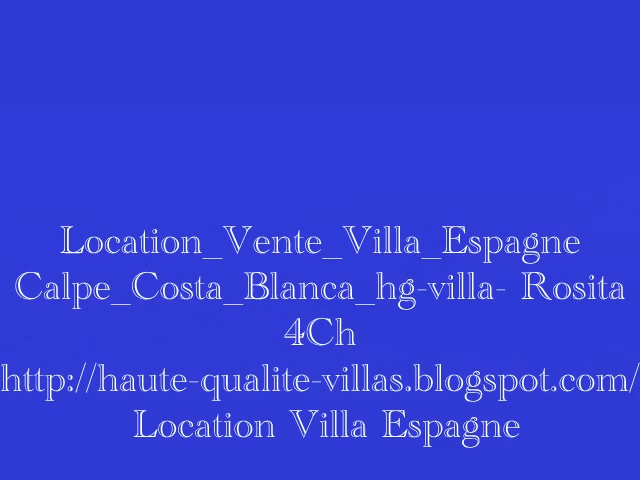 Location_Vente_Villa_Espagne
Calpe_Costa_Blanca_hg-villa- Rosita
4Ch
http://haute-qualite-villas.blogspot.com/
Location Villa Espagne